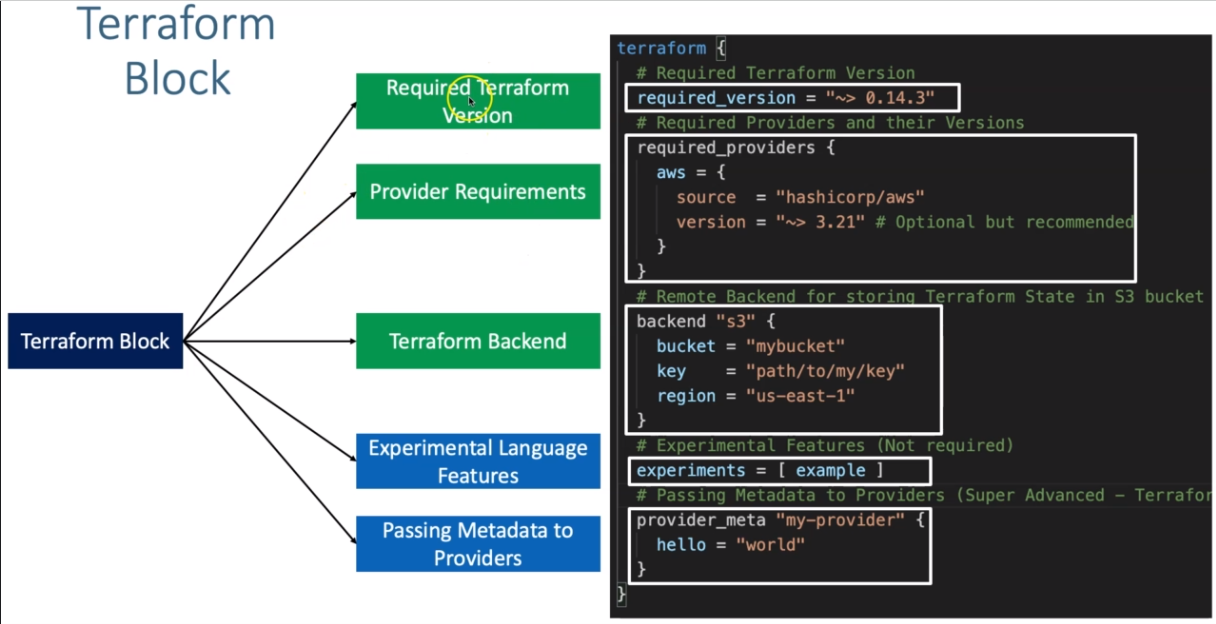 Terraform
Block
Terraform Block
Required Terraform
Version
Provider Requirements
Terraform Backend
Experimental Language
Features
Passing Metadata to
Providers
terraform {
# Required Terraform Version
required_version = "~> 0.14.3"
# Required Providers and their Versions
required_providers {
aws = {
source  = "hashicorp/aws"
version = "~> 3.21" # Optional but recommended
}
}
# Remote Backend for storing Terraform State in S3 bucket
backend "s3" {
bucket = "mybucket"
key    = "path/to/my/key"
region = "us-east-1"
}
# Experimental Features (Not required)
experiments = [ example ]
# Passing Metadata to Providers (Super Advanced - Terrafor
provider_meta "my-provider" {
hello = "world"
}
}